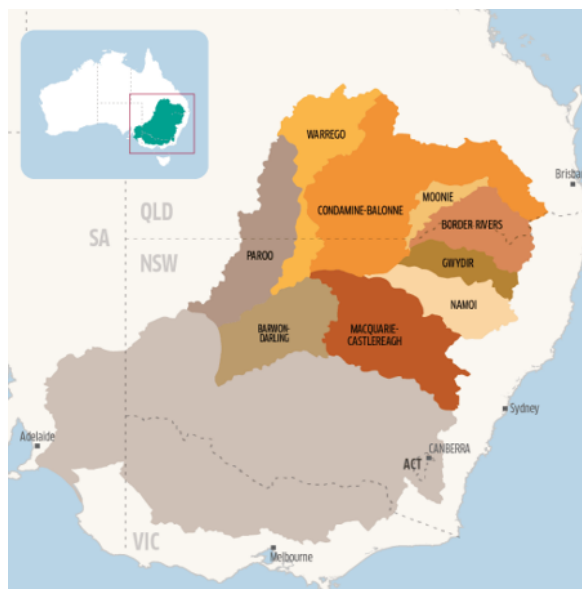 WARREGO
CONDAMINE-BALONNE
MOONIE
Brisban
BORDER RIVERS
QLD
SA
NSW
PAROO
GWYDIR
NAMOI
BARWON-
DARLING
MACQUARIE-
CASTLEREAGH
Sydney
Adelaide
CANBERRA
ACT
VIC
Melbourne